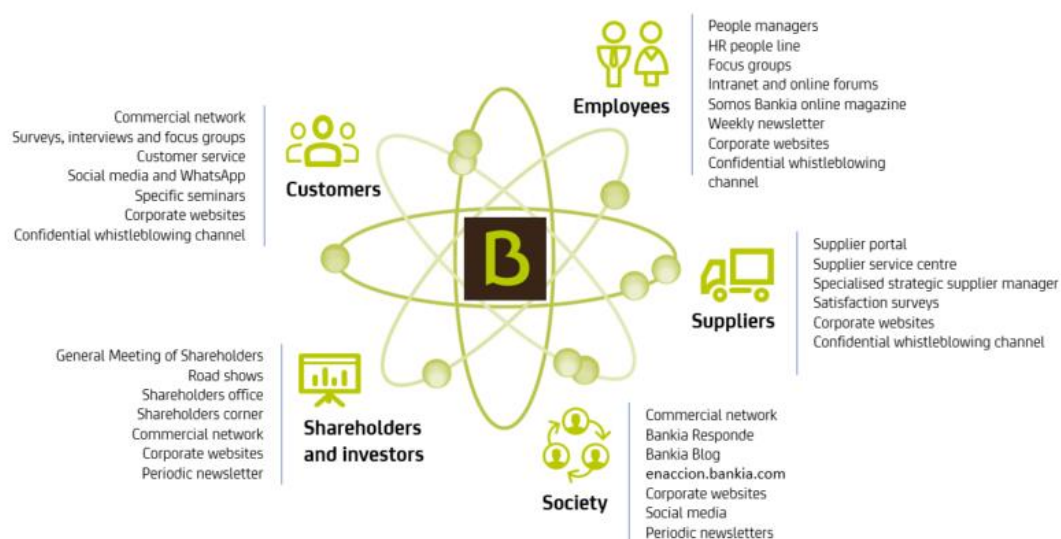 People managers
HR people line
Focus groups
Intranet and online forums
Somos Bankia online magazine
Weekly newsletter
Corporate websites
Confidential whistleblowing
channel
Employees
Commercial network
Surveys, interviews and focus groups
Customer service
Social media and WhatsApp
Specific seminars
Corporate websites
Confidential whistleblowing channel
Customers
B
Supplier portal
Supplier service centre
Specialised strategic supplier manager
Satisfaction surveys
Corporate websites
Confidential whistleblowing channel
Suppliers
General Meeting of Shareholders
Road shows
Shareholders office
Shareholders corner
Commercial network
Corporate websites
Periodic newsletter
Shareholders
and investors
Commercial network
Bankia Responde
Bankia Blog
enaccion.bankia.com
Corporate websites
Social media
Periodic newsletters
Society